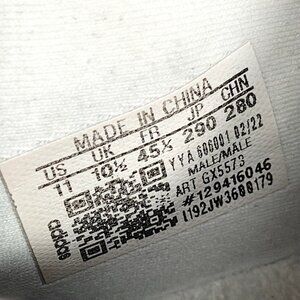 MADE IN CHINA
US UK FR JP CHN
11 10½ 45⅓ 290 280
YYA 606001 02/22
MALE/MALE
ART GX5573
#129416046
1192JW3600179
adidas